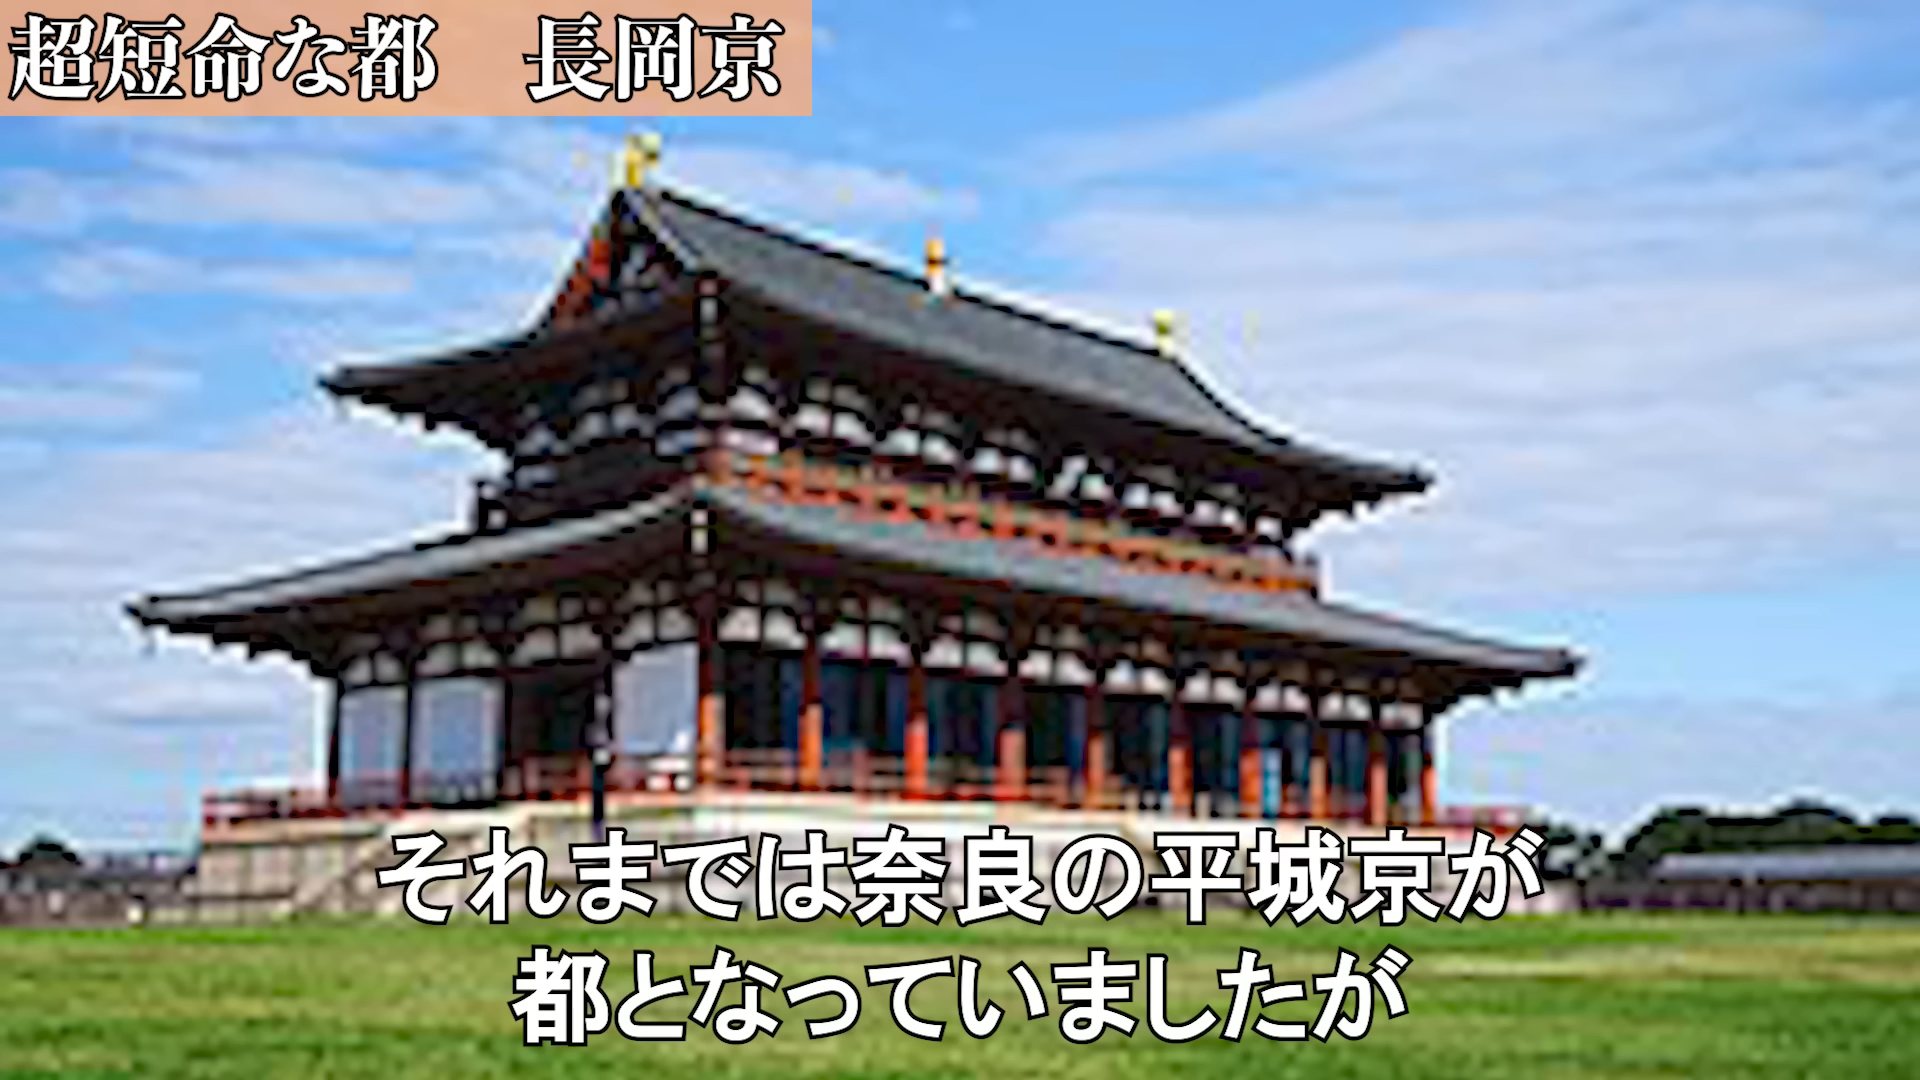 超短命な都　長岡京
それまでは奈良の平城京が
都となっていましたが